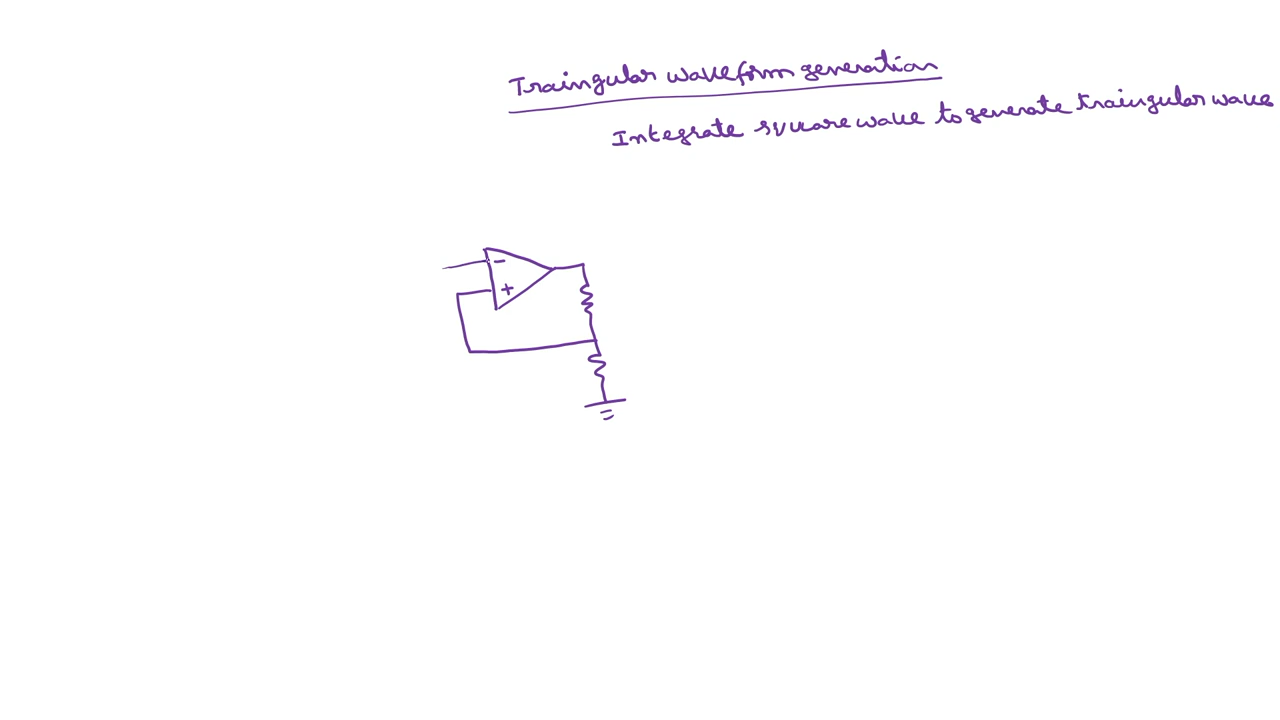 Traingular waveform generation
Integrate square wave to generate traingular wave
-
+